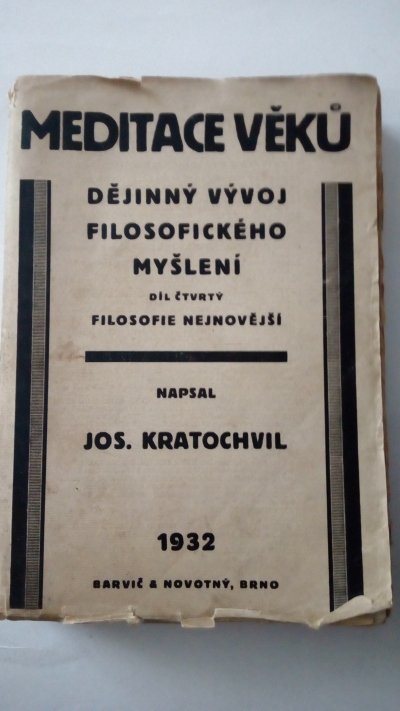 MEDITACE VĚKŮ
DĚJINNÝ VÝVOJ
FILOSOFICKÉHO
MYŠLENÍ
DÍL ČTVRTÝ
FILOSOFIE NEJNOVĚJŠÍ
NAPSAL
JOS. KRATOCHVIL
1932
BARVIČ & NOVOTNÝ, BRNO